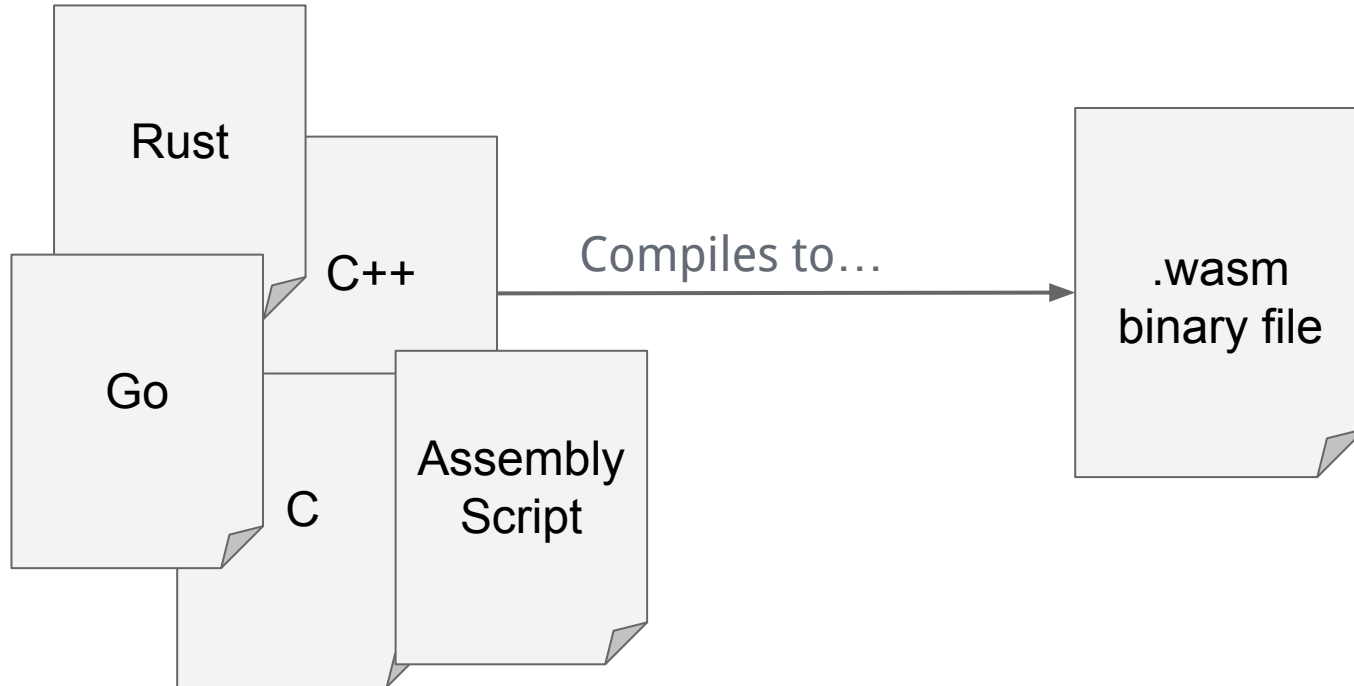 Rust
C++
Compiles to…
.wasm
binary file
Go
Assembly
Script
C